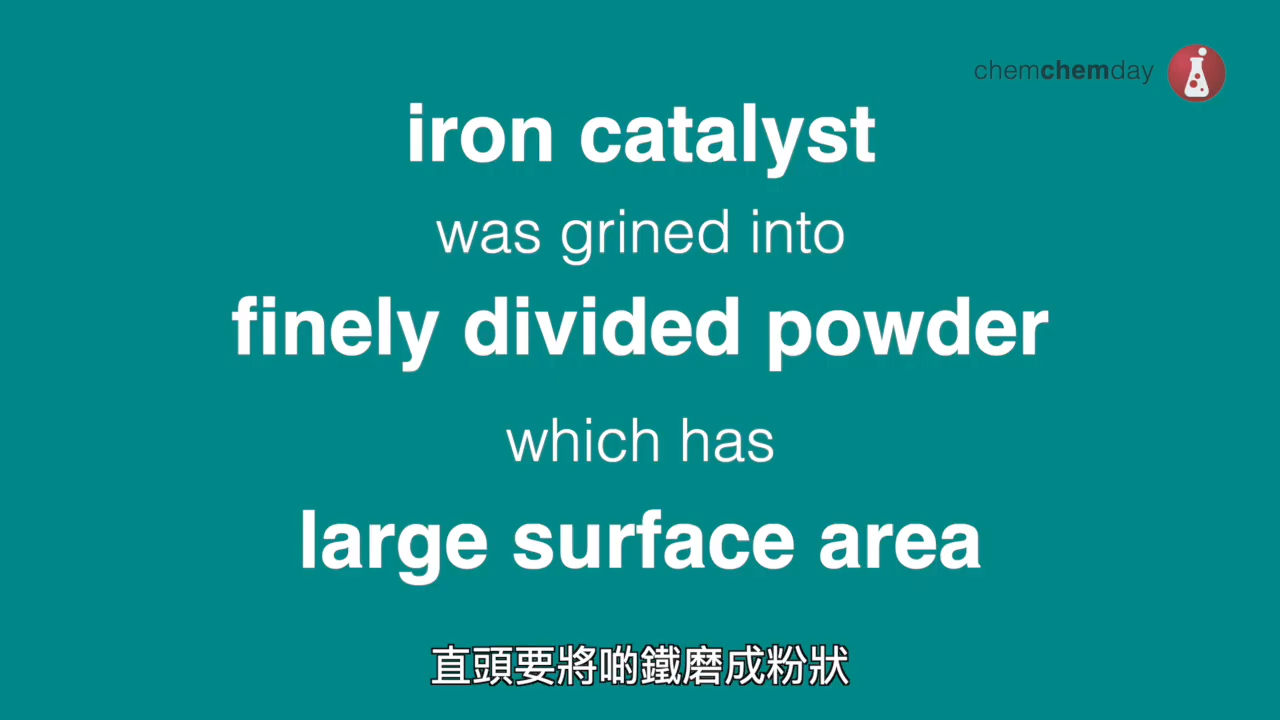 chemchemday
iron catalyst
was grined into
finely divided powder
which has
large surface area
直頭要將啲鐵磨成粉狀